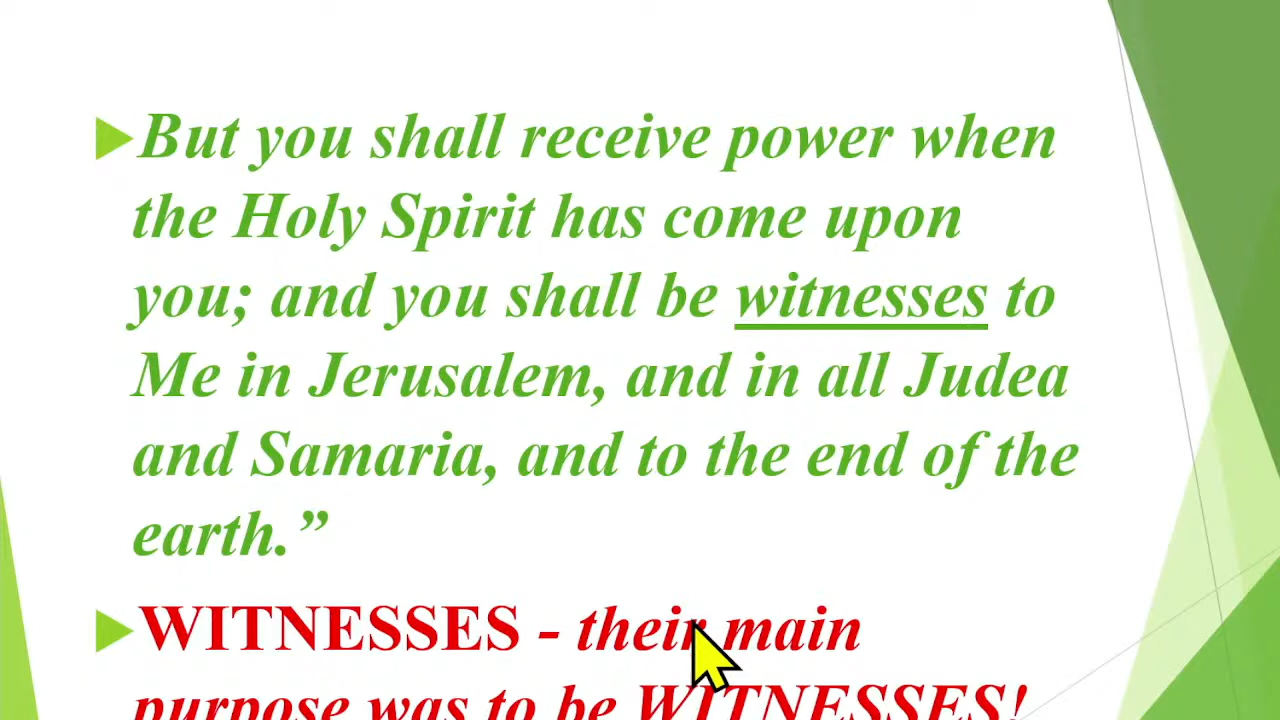 But you shall receive power when
the Holy Spirit has come upon
you; and you shall be witnesses to
Me in Jerusalem, and in all Judea
and Samaria, and to the end of the
earth.”
WITNESSES - their main
purpose was to be WITNESSES!